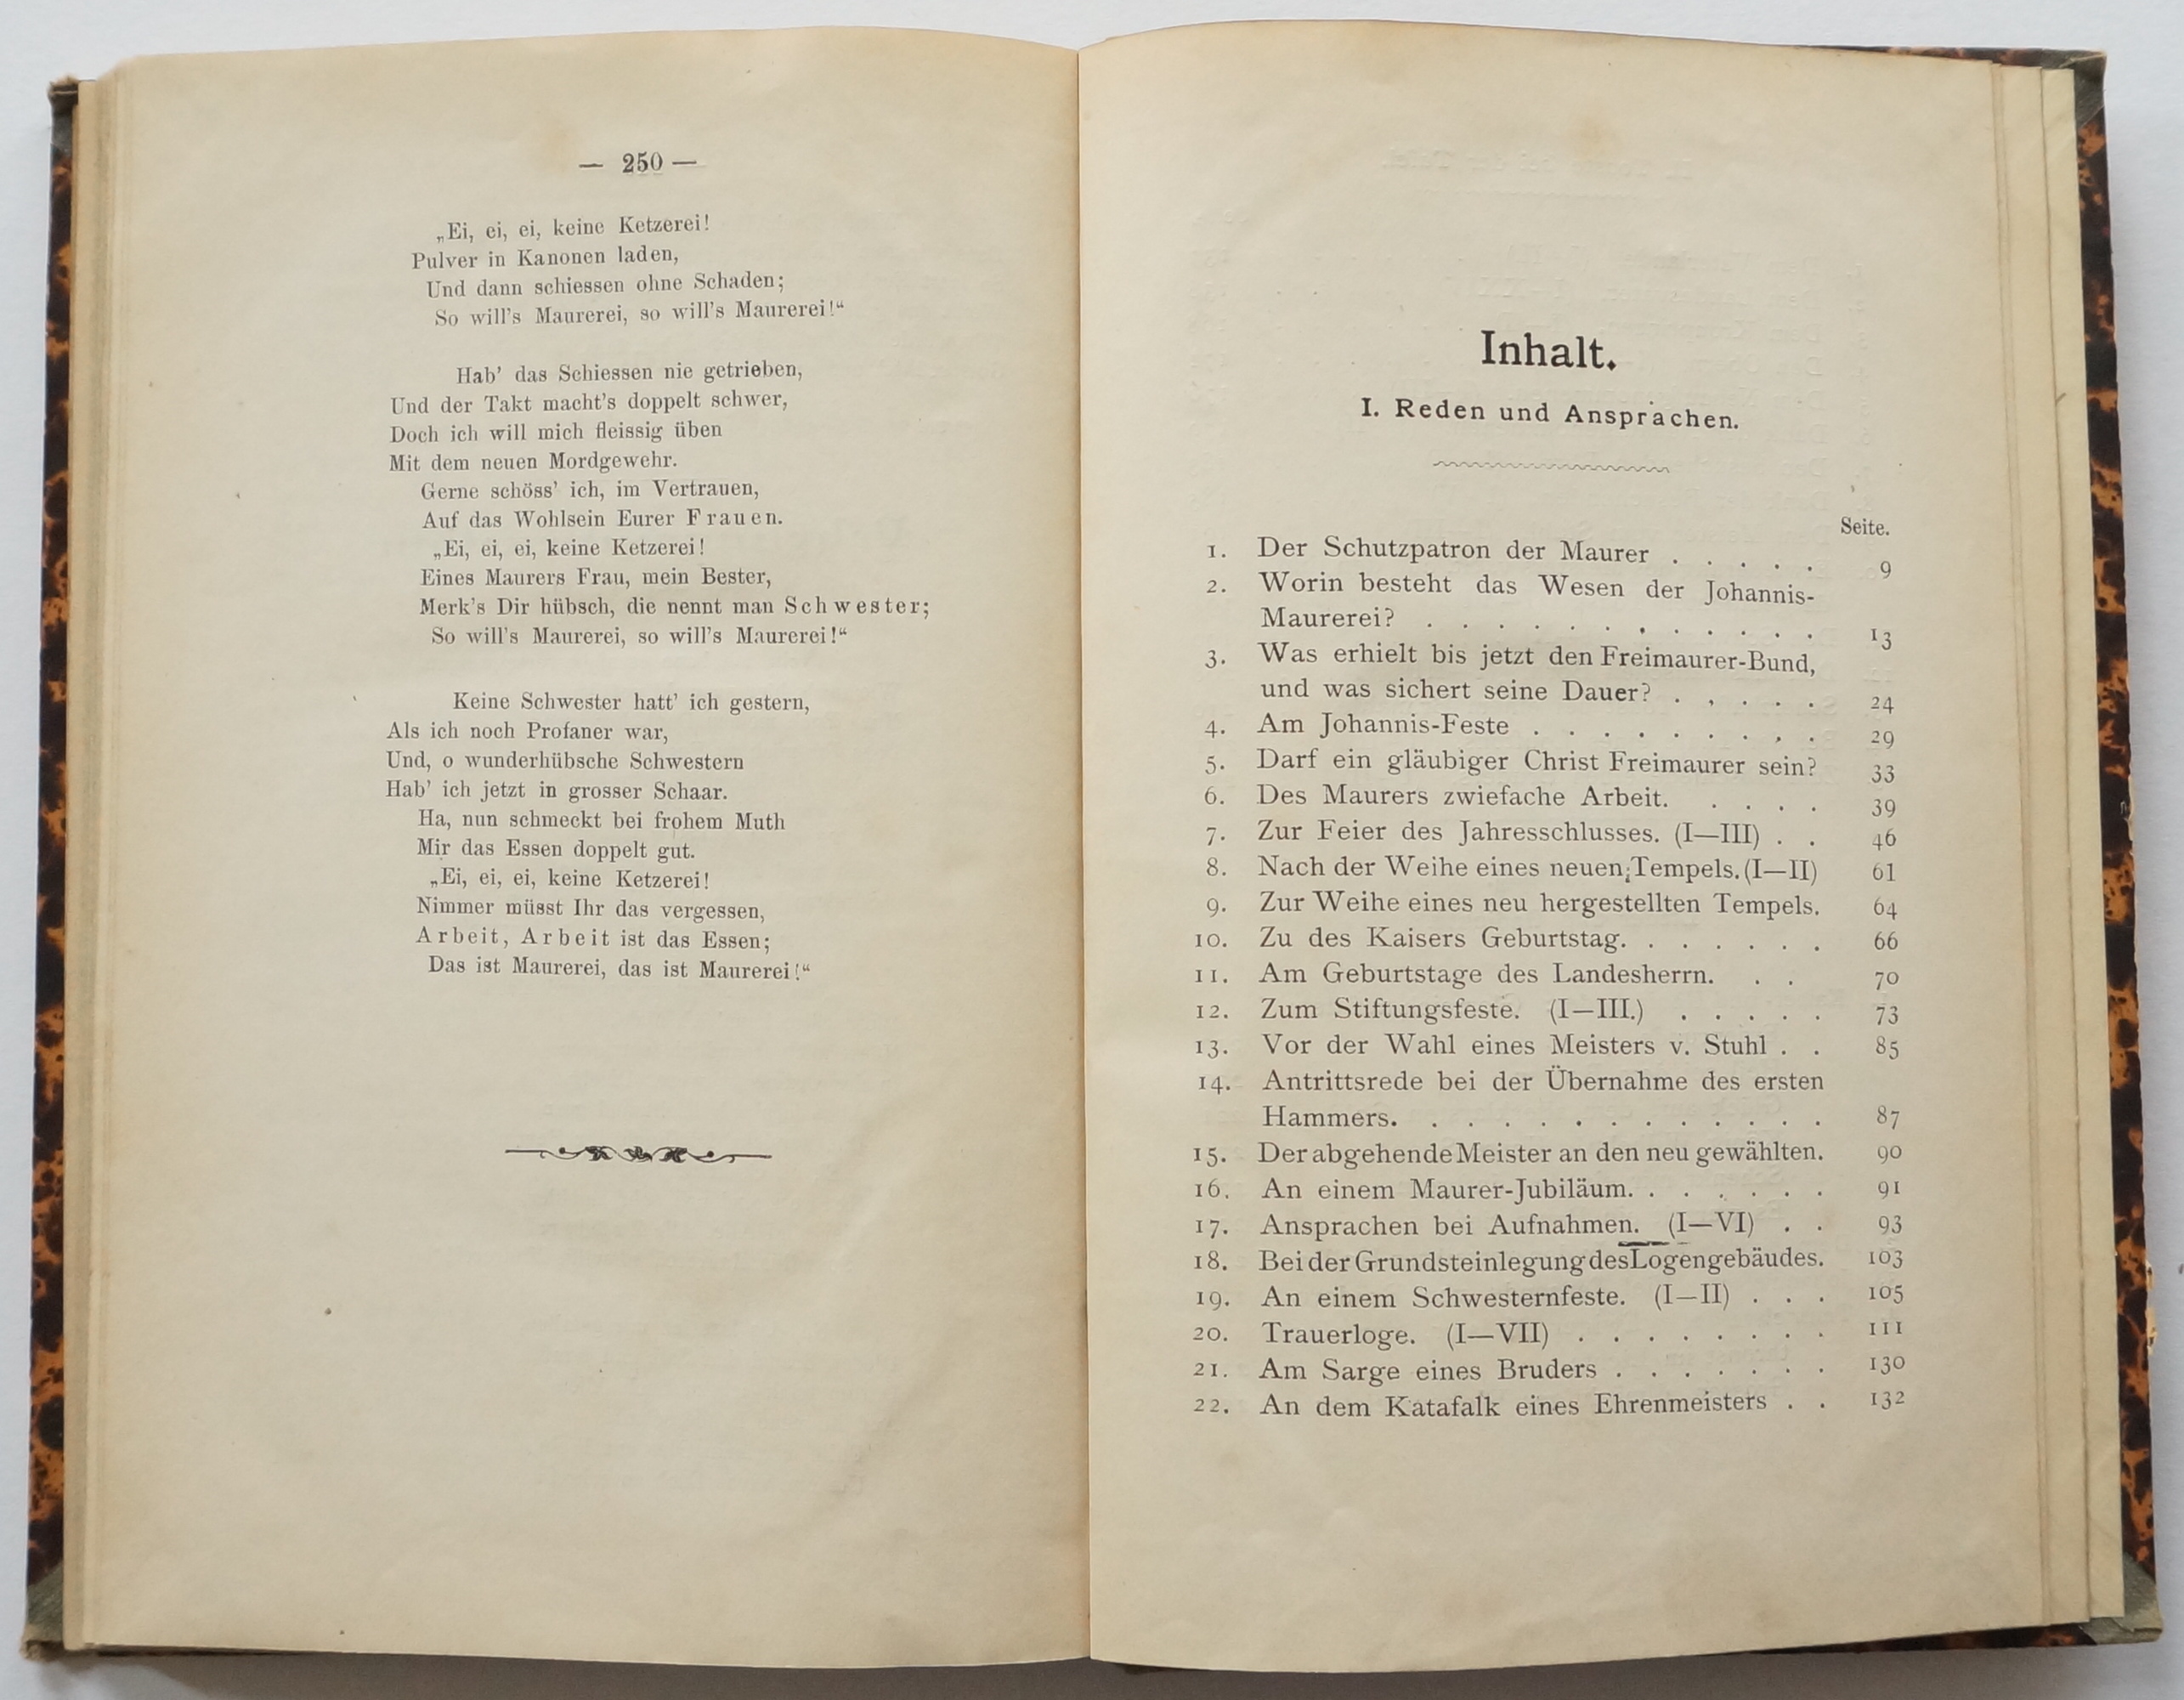 — 250 —
„Ei, ei, ei, keine Ketzerei!
Pulver in Kanonen laden,
Und dann schiessen ohne Schaden;
So will's Maurerei, so will's Maurerei!“
Hab' das Schiessen nie getrieben,
Und der Takt macht's doppelt schwer,
Doch ich will mich fleissig üben
Mit dem neuen Mordgewehr.
Gerne schöss' ich, im Vertrauen,
Auf das Wohlsein Eurer Frauen.
„Ei, ei, ei, keine Ketzerei!
Eines Maurers Frau, mein Bester,
Merk's Dir hübsch, die nennt man Schwester;
So will's Maurerei, so will's Maurerei!“
Keine Schwester hatt' ich gestern,
Als ich noch Profaner war,
Und, o wunderhübsche Schwestern
Hab' ich jetzt in grosser Schaar.
Ha, nun schmeckt bei frohem Muth
Mir das Essen doppelt gut.
„Ei, ei, ei, keine Ketzerei!
Nimmer müsst Ihr das vergessen,
Arbeit, Arbeit ist das Essen;
Das ist Maurerei, das ist Maurerei!“
Inhalt.
I. Reden und Ansprachen.
Seite.
1. Der Schutzpatron der Maurer . . . . . 9
2. Worin besteht das Wesen der Johannis-
Maurerei? . . . . . . . . . . . . 13
3. Was erhielt bis jetzt den Freimaurer-Bund,
und was sichert seine Dauer? . . . . . 24
4. Am Johannis-Feste . . . . . . . . . 29
5. Darf ein gläubiger Christ Freimaurer sein? 33
6. Des Maurers zwiefache Arbeit. . . . . 39
7. Zur Feier des Jahresschlusses. (I—III) . . 46
8. Nach der Weihe eines neuen Tempels. (I—II) 61
9. Zur Weihe eines neu hergestellten Tempels. 64
10. Zu des Kaisers Geburtstag. . . . . . . 66
11. Am Geburtstage des Landesherrn. . . 70
12. Zum Stiftungsfeste. (I—III.) . . . . . 73
13. Vor der Wahl eines Meisters v. Stuhl . . 85
14. Antrittsrede bei der Übernahme des ersten
Hammers. . . . . . . . . . . . . 87
15. Der abgehende Meister an den neu gewählten. 90
16. An einem Maurer-Jubiläum. . . . . . . 91
17. Ansprachen bei Aufnahmen. (I—VI) . . 93
18. Bei der Grundsteinlegung des Logengebäudes. 103
19. An einem Schwesternfeste. (I—II) . . . 105
20. Trauerloge. (I—VII) . . . . . . . . 111
21. Am Sarge eines Bruders . . . . . . . 130
22. An dem Katafalk eines Ehrenmeisters . . 132